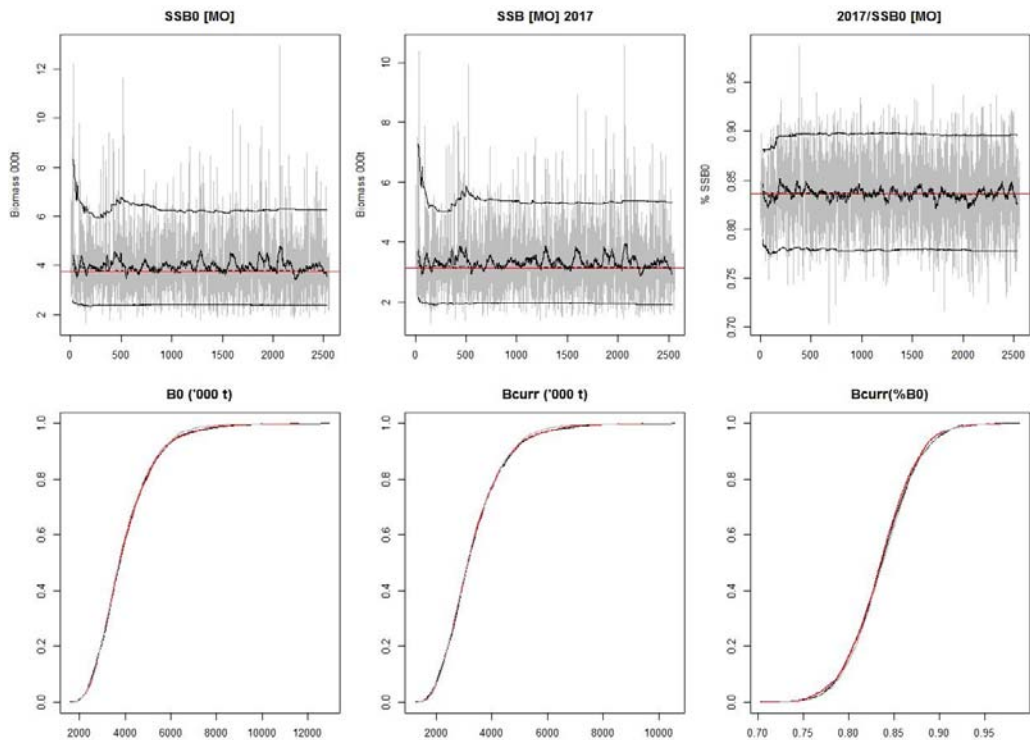 SSB0 [MO]
SSB [MO] 2017
2017/SSB0 [MO]
Biomass 000t
12
10
8
6
4
2
0 500 1000 1500 2000 2500
Biomass 000t
10
8
6
4
2
0 500 1000 1500 2000 2500
% SSB0
0.95
0.90
0.85
0.80
0.75
0.70
0 500 1000 1500 2000 2500
B0 ('000 t)
Bcurr ('000 t)
Bcurr(%B0)
1.0
0.8
0.6
0.4
0.2
0.0
2000 4000 6000 8000 10000 12000
1.0
0.8
0.6
0.4
0.2
0.0
2000 4000 6000 8000 10000
1.0
0.8
0.6
0.4
0.2
0.0
0.70 0.75 0.80 0.85 0.90 0.95